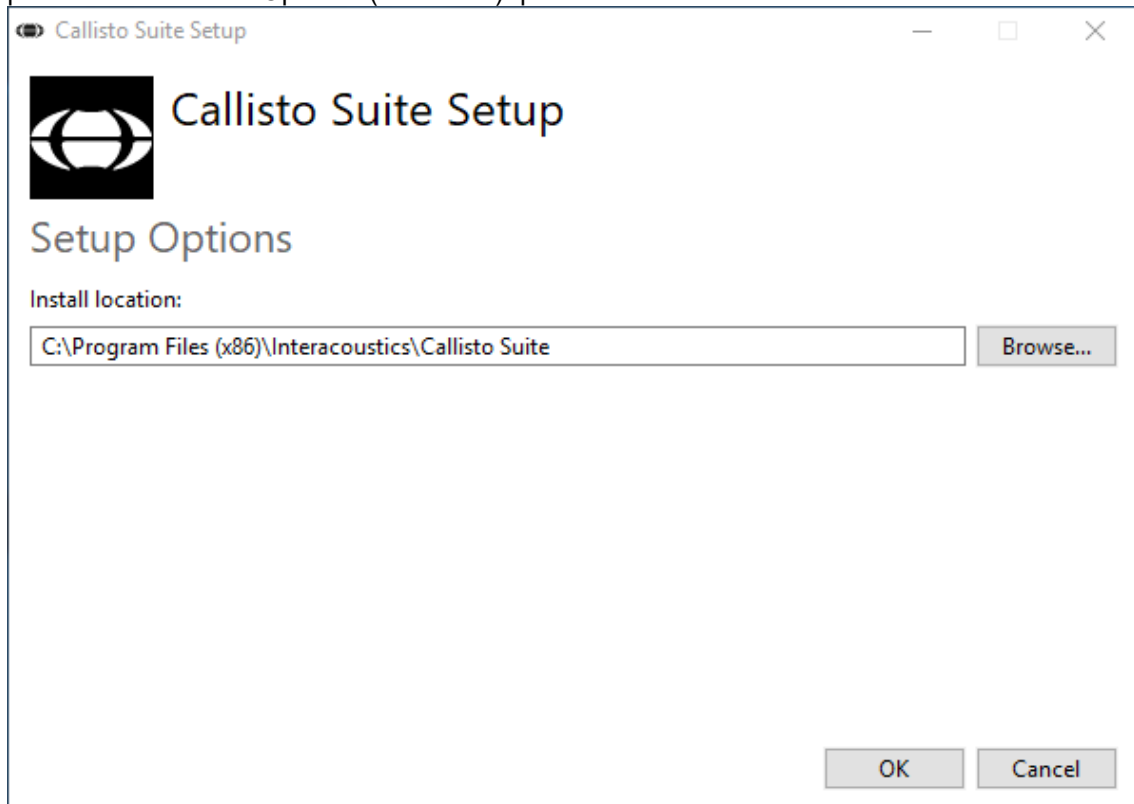 Callisto Suite Setup
Callisto Suite Setup
Setup Options
Install location:
C:\Program Files (x86)\Interacoustics\Callisto Suite
Browse...
OK
Cancel